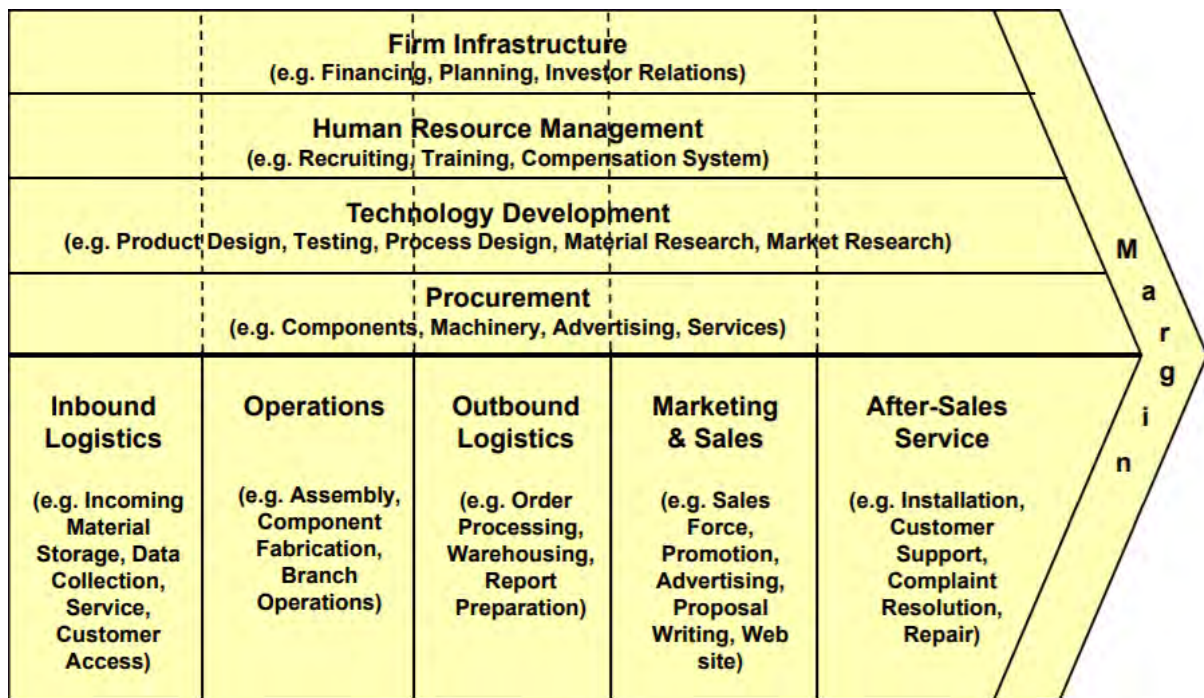 Firm Infrastructure
(e.g. Financing, Planning, Investor Relations)
Human Resource Management
(e.g. Recruiting, Training, Compensation System)
Technology Development
(e.g. Product Design, Testing, Process Design, Material Research, Market Research)
Procurement
(e.g. Components, Machinery, Advertising, Services)
Inbound
Logistics
(e.g. Incoming
Material
Storage, Data
Collection,
Service,
Customer
Access)
Operations
(e.g. Assembly,
Component
Fabrication,
Branch
Operations)
Outbound
Logistics
(e.g. Order
Processing,
Warehousing,
Report
Preparation)
Marketing
& Sales
(e.g. Sales
Force,
Promotion,
Advertising,
Proposal
Writing, Web
site)
After-Sales
Service
(e.g. Installation,
Customer
Support,
Complaint
Resolution,
Repair)
Margin